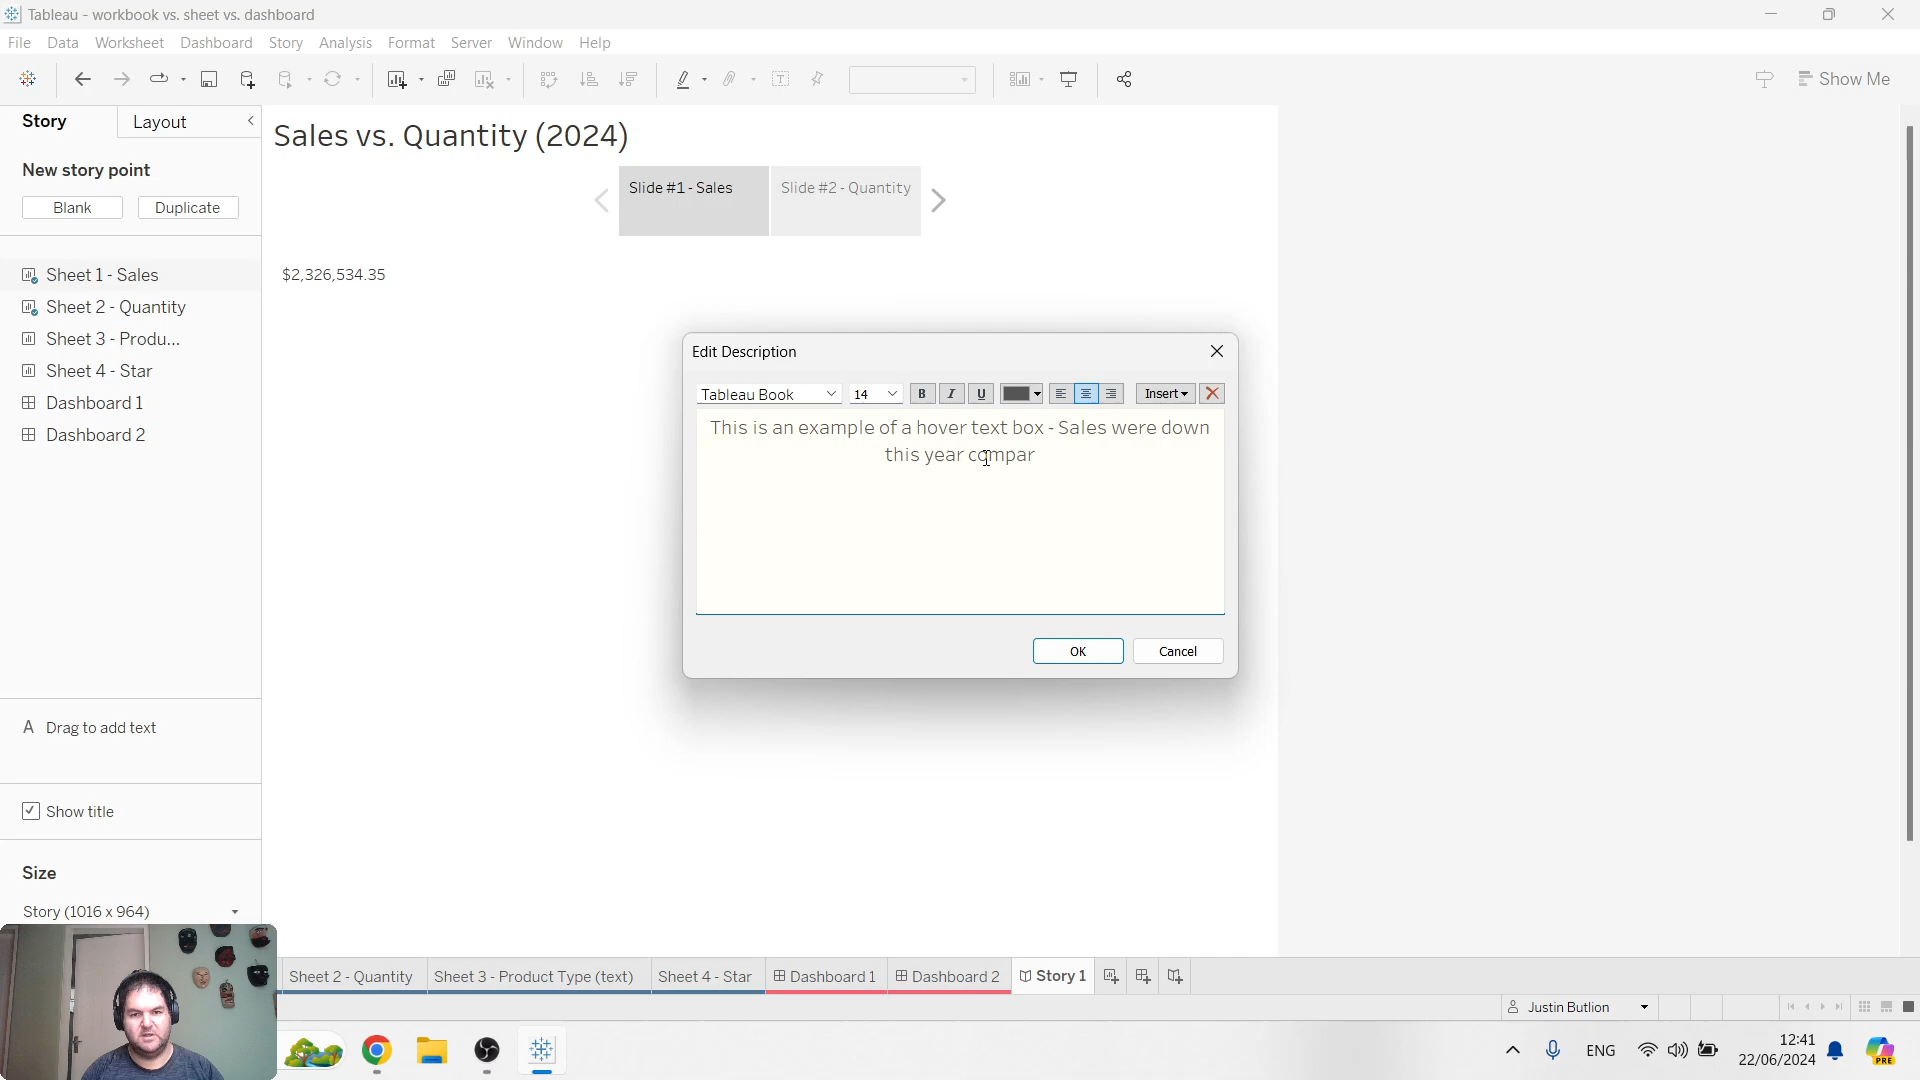 Tableau - workbook vs. sheet vs. dashboard
File Data Worksheet Dashboard Story Analysis Format Server Window Help
Show Me
Story Layout
New story point
Blank Duplicate
Sheet 1 - Sales
Sheet 2 - Quantity
Sheet 3 - Produ...
Sheet 4 - Star
Dashboard 1
Dashboard 2
A Drag to add text
Show title
Size
Story (1016 x 964)
Sales vs. Quantity (2024)
Slide #1 - Sales
Slide #2 - Quantity
$2,326,534.35
Edit Description
Tableau Book 14 B I U Insert
This is an example of a hover text box - Sales were down
this year compar
OK Cancel
Sheet 2 - Quantity Sheet 3 - Product Type (text) Sheet 4 - Star Dashboard 1 Dashboard 2 Story 1
Justin Butlion
ENG
12:41
22/06/2024
PRE